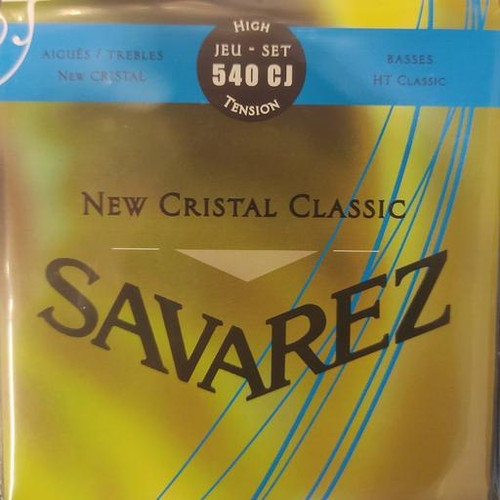 High
JEU - SET
540 CJ
Tension
AIGUËS / TREBLES
New CRISTAL
BASSES
HT Classic
New Cristal Classic
SAVAREZ